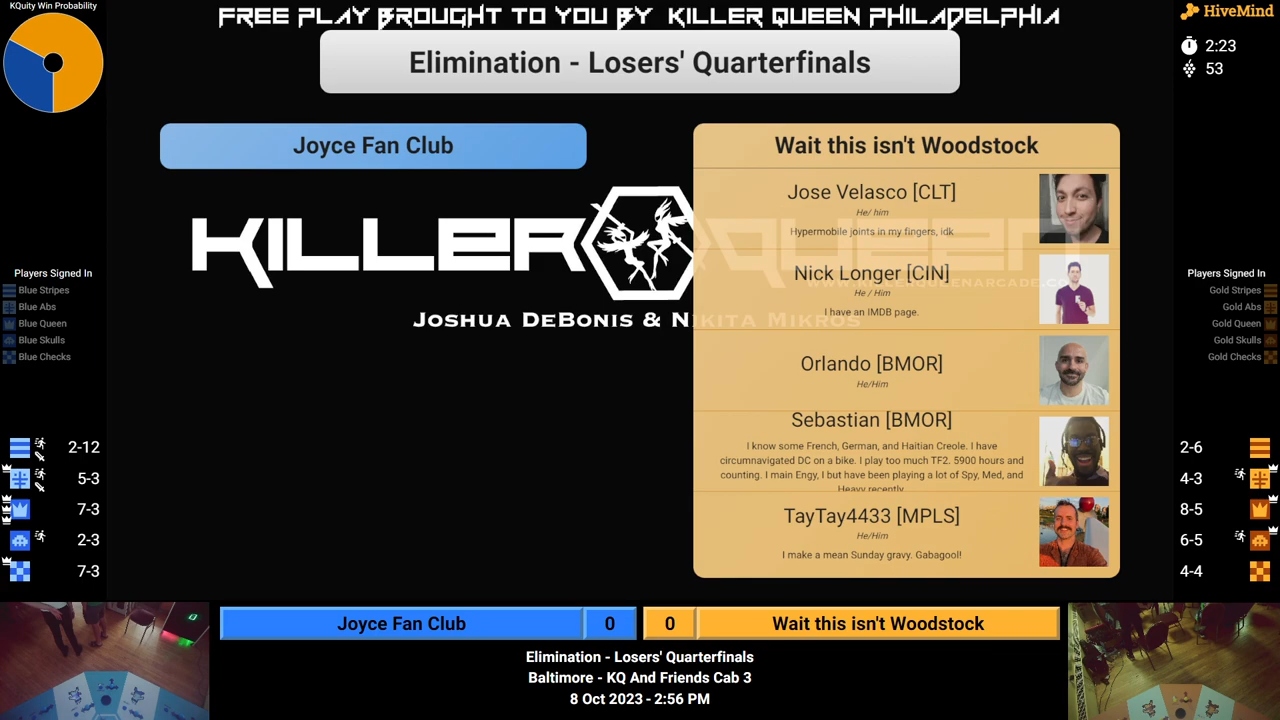 KQuity Win Probability
FREE PLAY BROUGHT TO YOU BY KILLER QUEEN PHILADELPHIA
HiveMind
2:23
53
Elimination - Losers' Quarterfinals
Joyce Fan Club
Wait this isn't Woodstock
KILLER QUEEN
WWW.KILLERQUEENARCADE.CO
JOSHUA DEBONIS & NIKITA MIKROS
Jose Velasco [CLT]
He/ him
Hypermobile joints in my fingers, idk
Nick Longer [CIN]
He / Him
I have an IMDB page.
Orlando [BMOR]
He/Him
Sebastian [BMOR]
I know some French, German, and Haitian Creole. I have
circumnavigated DC on a bike. I play too much TF2. 5900 hours and
counting. I main Engy, I but have been playing a lot of Spy, Med, and
Heavy recently.
TayTay4433 [MPLS]
He/Him
I make a mean Sunday gravy. Gabagool!
Players Signed In
Blue Stripes
Blue Abs
Blue Queen
Blue Skulls
Blue Checks
Players Signed In
Gold Stripes
Gold Abs
Gold Queen
Gold Skulls
Gold Checks
2-12
5-3
7-3
2-3
7-3
2-6
4-3
8-5
6-5
4-4
Joyce Fan Club 0
0 Wait this isn't Woodstock
Elimination - Losers' Quarterfinals
Baltimore - KQ And Friends Cab 3
8 Oct 2023 - 2:56 PM